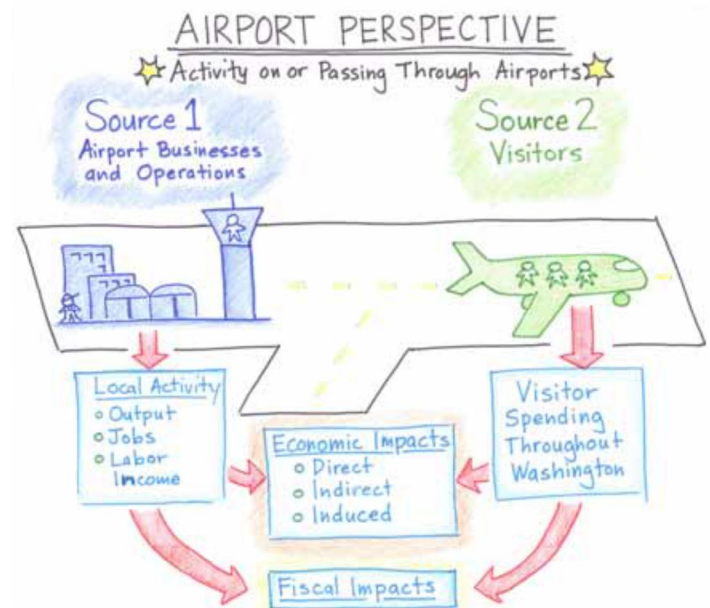 AIRPORT PERSPECTIVE
Activity on or Passing Through Airports
Source 1
Airport Businesses
and Operations
Source 2
Visitors
Local Activity
Output
Jobs
Labor
Income
Economic Impacts
Direct
Indirect
Induced
Visitor
Spending
Throughout
Washington
Fiscal Impacts